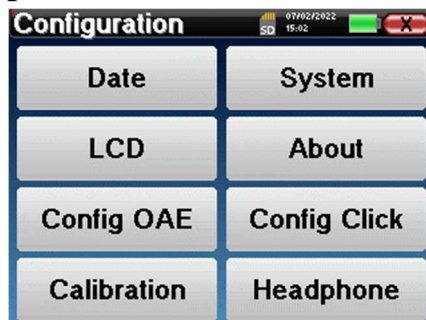 Configuration
SD
07/02/2022
15:02
X
Date
System
LCD
About
Config OAE
Config Click
Calibration
Headphone